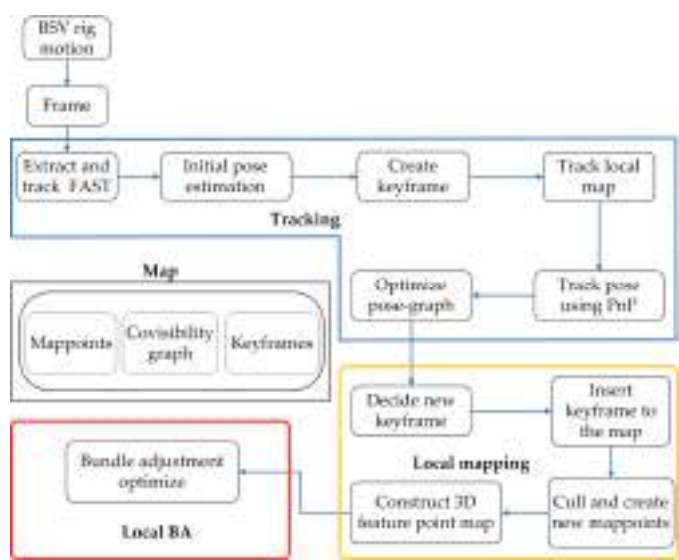 BSV rig
motion
Frame
Extract and
track FAST
Initial pose
estimation
Create
keyframe
Track local
map
Tracking
Track pose
using PnP
Optimize
pose-graph
Map
Mappoints
Covisibility
graph
Keyframes
Decide new
keyframe
Insert
keyframe to
the map
Local mapping
Cull and create
new mappoints
Construct 3D
feature point map
Bundle adjustment
optimize
Local BA